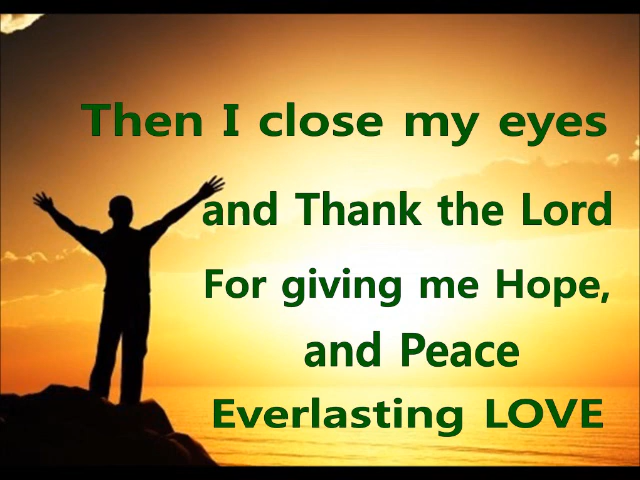 Then I close my eyes
and Thank the Lord
For giving me Hope,
and Peace
Everlasting LOVE